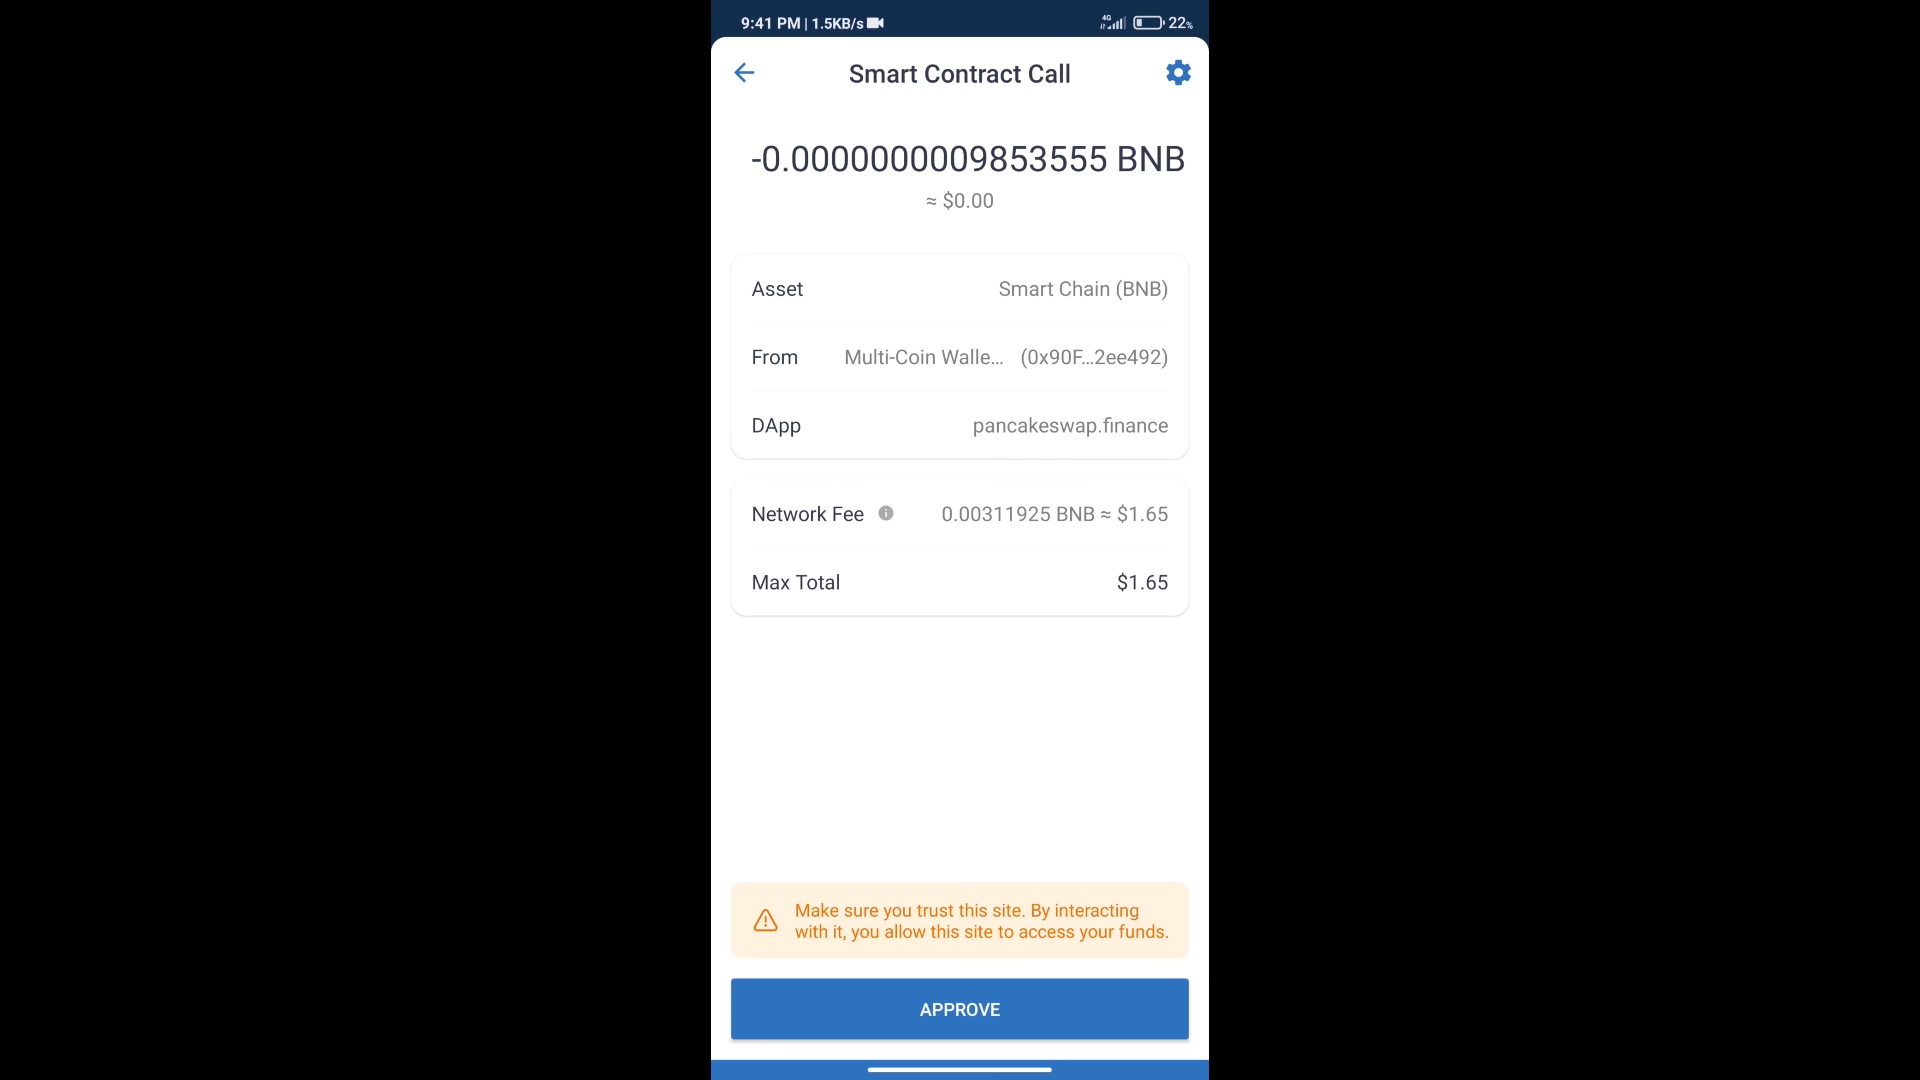 9:41 PM | 1.5KB/s
4G
22%
Smart Contract Call
-0.0000000009853555 BNB
≈ $0.00
Asset Smart Chain (BNB)
From Multi-Coin Walle... (0x90F...2ee492)
DApp pancakeswap.finance
Network Fee 0.00311925 BNB ≈ $1.65
Max Total $1.65
Make sure you trust this site. By interacting
with it, you allow this site to access your funds.
APPROVE